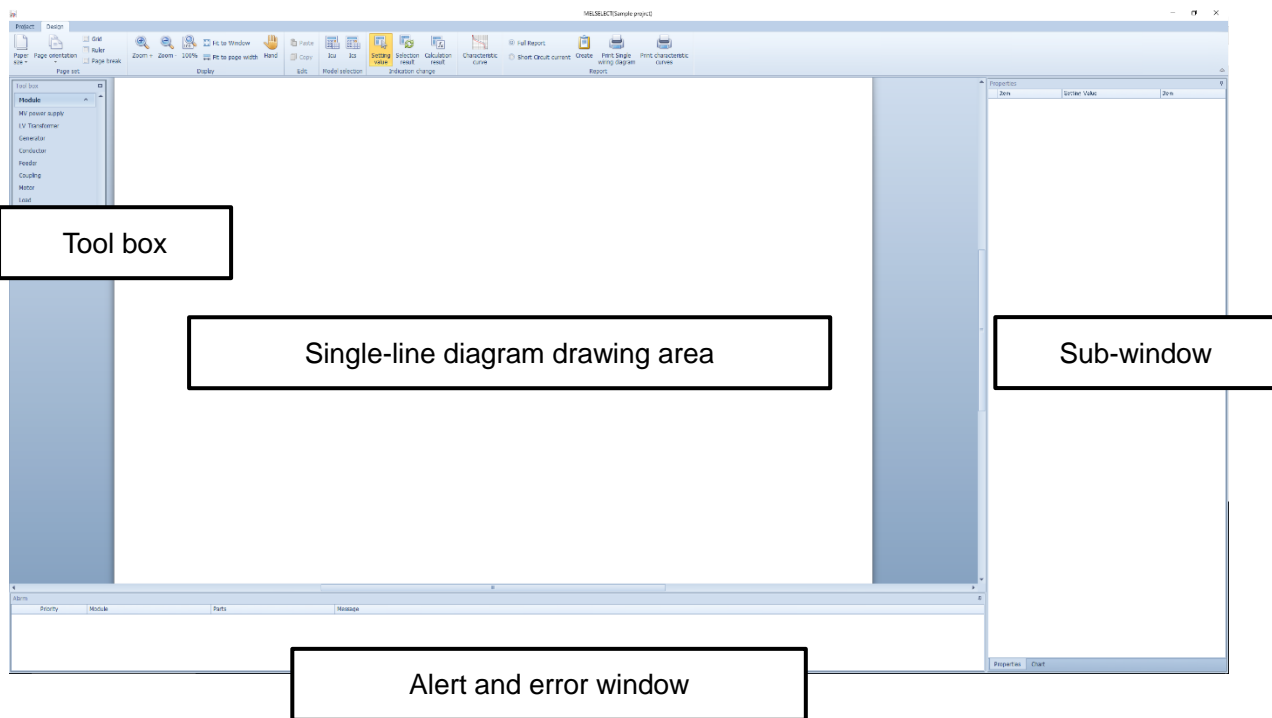 MELSELECT(Sample project)
Project Design
Grid
Ruler
Page break
Paper size
Page orientation
Page set
Zoom + Zoom - 100%
Fit to Window
Fit to page width
Hand
Display
Paste
Copy
Edit
Icu Ics
Model selection
Setting value
Selection result
Calculation result
Indication change
Characteristic curve
Full Report
Short Circuit current
Create
Print Single wiring diagram
Print characteristic curves
Report
Tool box
Module
MV power supply
LV Transformer
Generator
Conductor
Feeder
Coupling
Motor
Load
Tool box
Single-line diagram drawing area
Properties
Item Setting Value Item
Sub-window
Properties Chart
Alarm
Priority Module Parts Message
Alert and error window